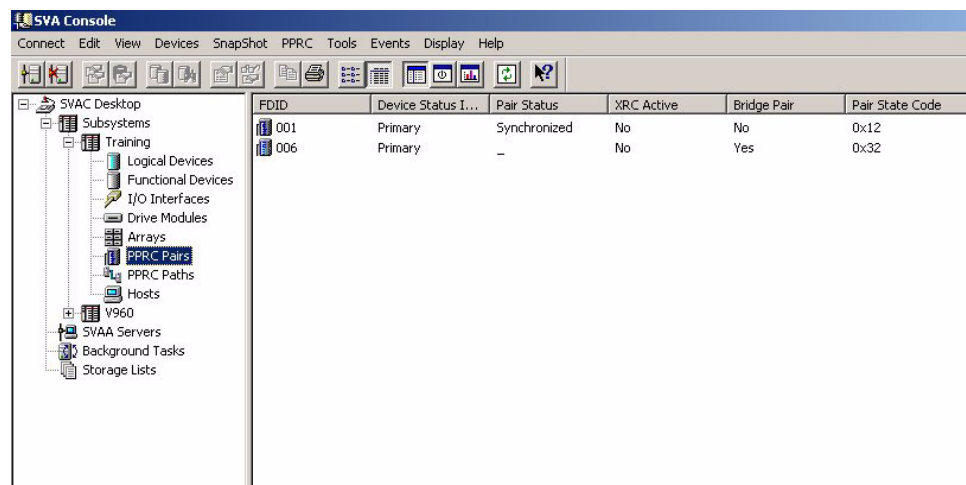 SVA Console
Connect Edit View Devices SnapShot PPRC Tools Events Display Help
SVAC Desktop
Subsystems
Training
Logical Devices
Functional Devices
I/O Interfaces
Drive Modules
Arrays
PPRC Pairs
PPRC Paths
Hosts
V960
SVAA Servers
Background Tasks
Storage Lists
FDID Device Status I... Pair Status XRC Active Bridge Pair Pair State Code
001 Primary Synchronized No No 0x12
006 Primary _ No Yes 0x32